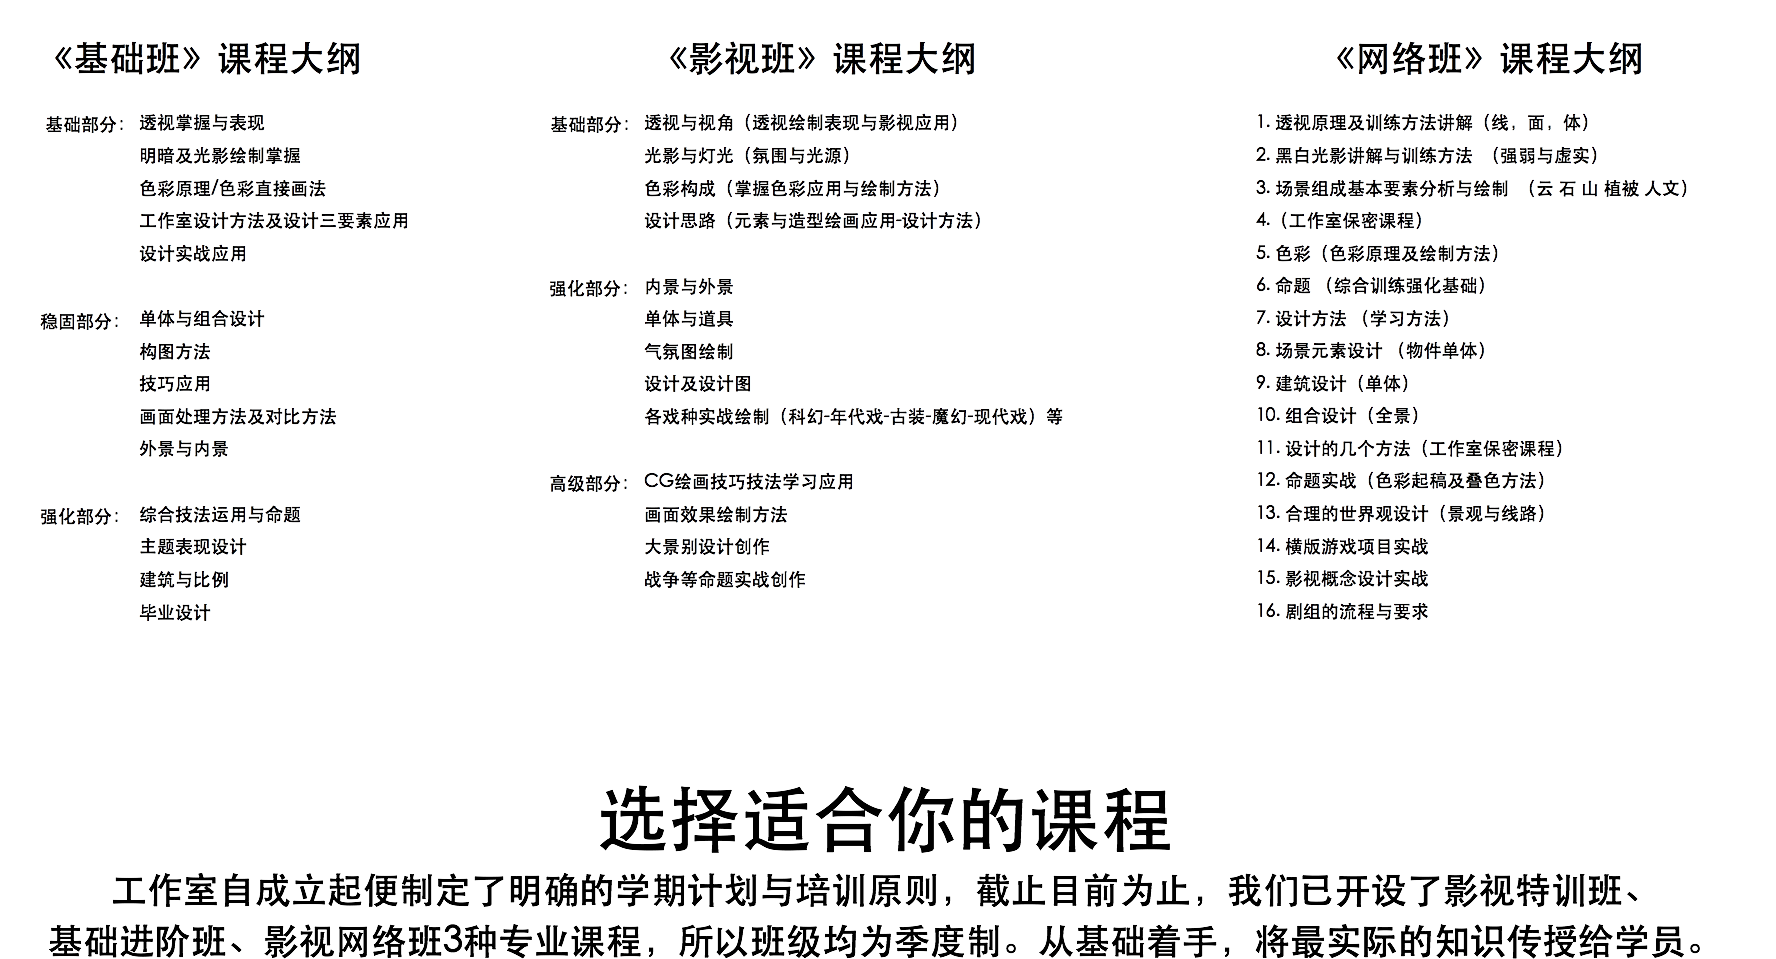 《基础班》课程大纲
基础部分：透视掌握与表现
明暗及光影绘制掌握
色彩原理/色彩直接画法
工作室设计方法及设计三要素应用
设计实战应用
稳固部分：单体与组合设计
构图方法
技巧应用
画面处理方法及对比方法
外景与内景
强化部分：综合技法运用与命题
主题表现设计
建筑与比例
毕业设计
《影视班》课程大纲
基础部分：透视与视角（透视绘制表现与影视应用）
光影与灯光（氛围与光源）
色彩构成（掌握色彩应用与绘制方法）
设计思路（元素与造型绘画应用-设计方法）
强化部分：内景与外景
单体与道具
气氛图绘制
设计及设计图
各戏种实战绘制（科幻-年代戏-古装-魔幻-现代戏）等
高级部分：CG绘画技巧技法学习应用
画面效果绘制方法
大景别设计创作
战争等命题实战创作
《网络班》课程大纲
1. 透视原理及训练方法讲解（线，面，体）
2. 黑白光影讲解与训练方法 （强弱与虚实）
3. 场景组成基本要素分析与绘制 （云 石 山 植被 人文）
4.（工作室保密课程）
5. 色彩（色彩原理及绘制方法）
6. 命题 （综合训练强化基础）
7. 设计方法 （学习方法）
8. 场景元素设计 （物件单体）
9. 建筑设计（单体）
10. 组合设计（全景）
11. 设计的几个方法（工作室保密课程）
12. 命题实战（色彩起稿及叠色方法）
13. 合理的世界观设计（景观与线路）
14. 横版游戏项目实战
15. 影视概念设计实战
16. 剧组的流程与要求
选择适合你的课程
工作室自成立起便制定了明确的学期计划与培训原则，截止目前为止，我们已开设了影视特训班、
基础进阶班、影视网络班3种专业课程，所以班级均为季度制。从基础着手，将最实际的知识传授给学员。